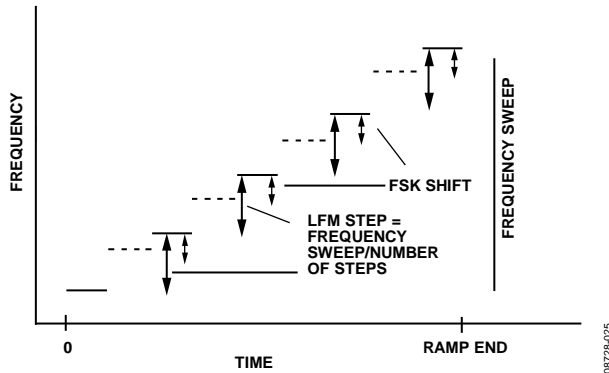 FREQUENCY
FREQUENCY SWEEP
FSK SHIFT
LFM STEP =
FREQUENCY
SWEEP/NUMBER
OF STEPS
0
RAMP END
TIME
08728-025